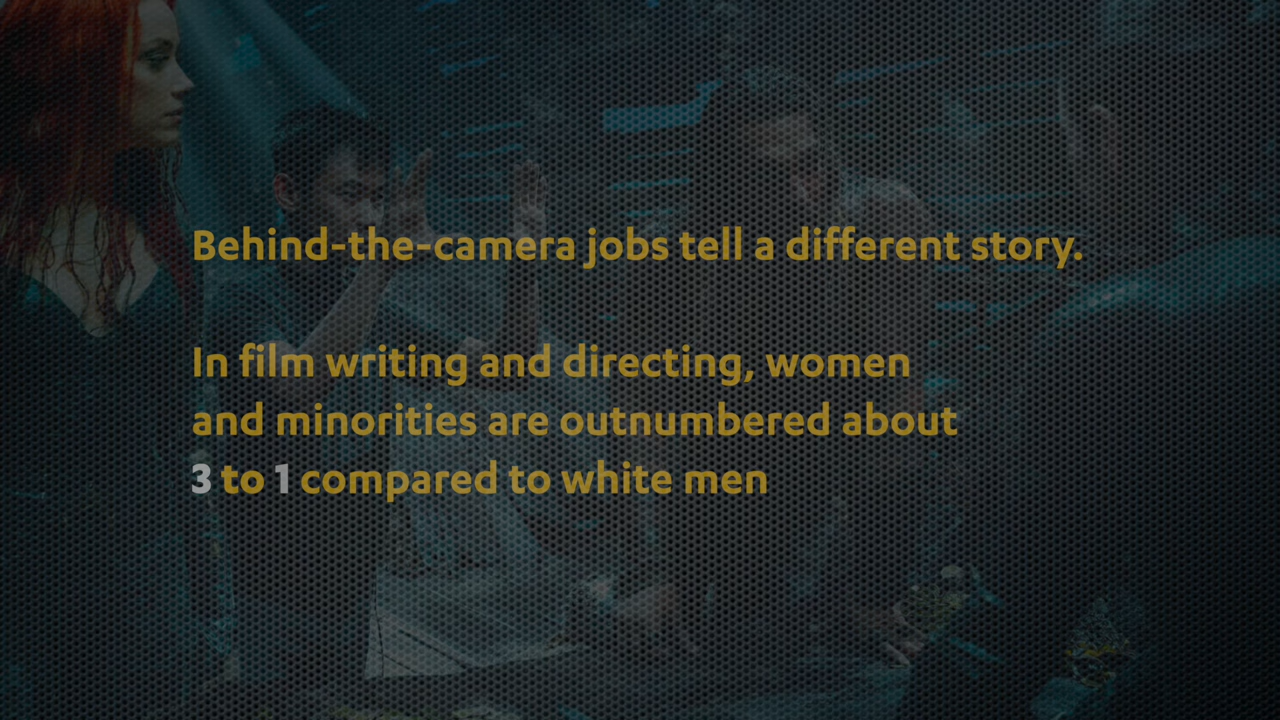 Behind-the-camera jobs tell a different story.
In film writing and directing, women
and minorities are outnumbered about
3 to 1 compared to white men